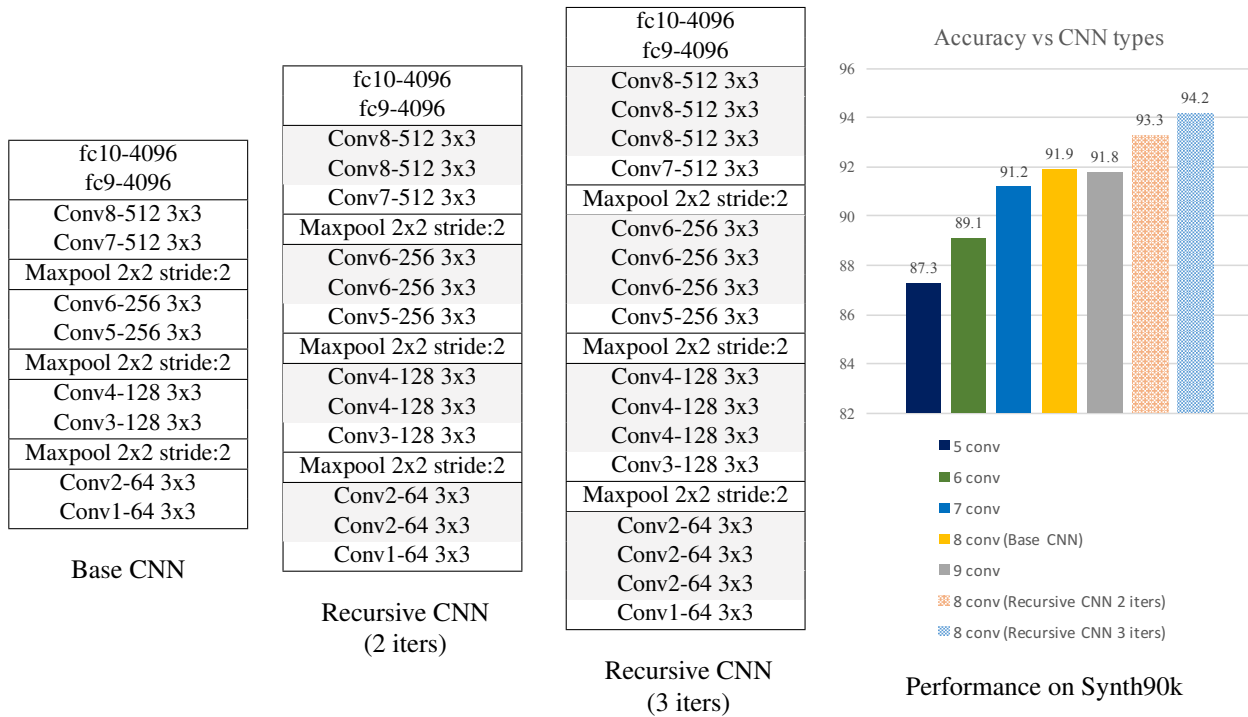 fc10-4096
fc9-4096
Conv8-512 3x3
Conv7-512 3x3
Maxpool 2x2 stride:2
Conv6-256 3x3
Conv5-256 3x3
Maxpool 2x2 stride:2
Conv4-128 3x3
Conv3-128 3x3
Maxpool 2x2 stride:2
Conv2-64 3x3
Conv1-64 3x3
Base CNN
fc10-4096
fc9-4096
Conv8-512 3x3
Conv8-512 3x3
Conv7-512 3x3
Maxpool 2x2 stride:2
Conv6-256 3x3
Conv6-256 3x3
Conv5-256 3x3
Maxpool 2x2 stride:2
Conv4-128 3x3
Conv4-128 3x3
Conv3-128 3x3
Maxpool 2x2 stride:2
Conv2-64 3x3
Conv2-64 3x3
Conv1-64 3x3
Recursive CNN
(2 iters)
fc10-4096
fc9-4096
Conv8-512 3x3
Conv8-512 3x3
Conv8-512 3x3
Conv7-512 3x3
Maxpool 2x2 stride:2
Conv6-256 3x3
Conv6-256 3x3
Conv6-256 3x3
Conv5-256 3x3
Maxpool 2x2 stride:2
Conv4-128 3x3
Conv4-128 3x3
Conv4-128 3x3
Conv3-128 3x3
Maxpool 2x2 stride:2
Conv2-64 3x3
Conv2-64 3x3
Conv2-64 3x3
Conv1-64 3x3
Recursive CNN
(3 iters)
Accuracy vs CNN types
96
94
92
90
88
86
84
82
87.3
89.1
91.2
91.9
91.8
93.3
94.2
5 conv
6 conv
7 conv
8 conv (Base CNN)
9 conv
8 conv (Recursive CNN 2 iters)
8 conv (Recursive CNN 3 iters)
Performance on Synth90k